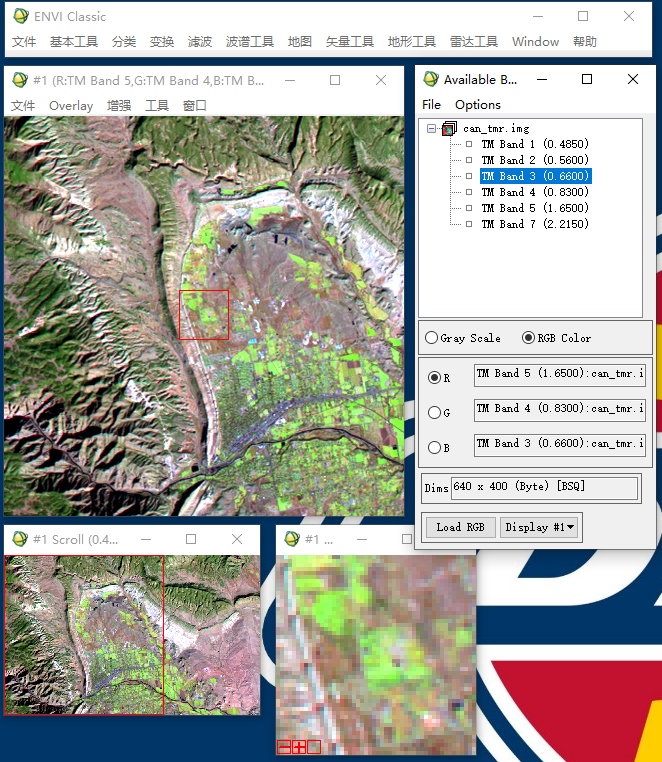 ENVI Classic
文件 基本工具 分类 变换 滤波 波谱工具 地图 矢量工具 地形工具 雷达工具 Window 帮助
#1 (R:TM Band 5,G:TM Band 4,B:TM B...
文件 Overlay 增强 工具 窗口
Available B...
File Options
can_tmr.img
TM Band 1 (0.4850)
TM Band 2 (0.5600)
TM Band 3 (0.6600)
TM Band 4 (0.8300)
TM Band 5 (1.6500)
TM Band 7 (2.2150)
Gray Scale RGB Color
R TM Band 5 (1.6500):can_tmr.i
G TM Band 4 (0.8300):can_tmr.i
B TM Band 3 (0.6600):can_tmr.i
Dims 640 x 400 (Byte) [BSQ]
Load RGB Display #1
#1 Scroll (0.4...
#1 ...